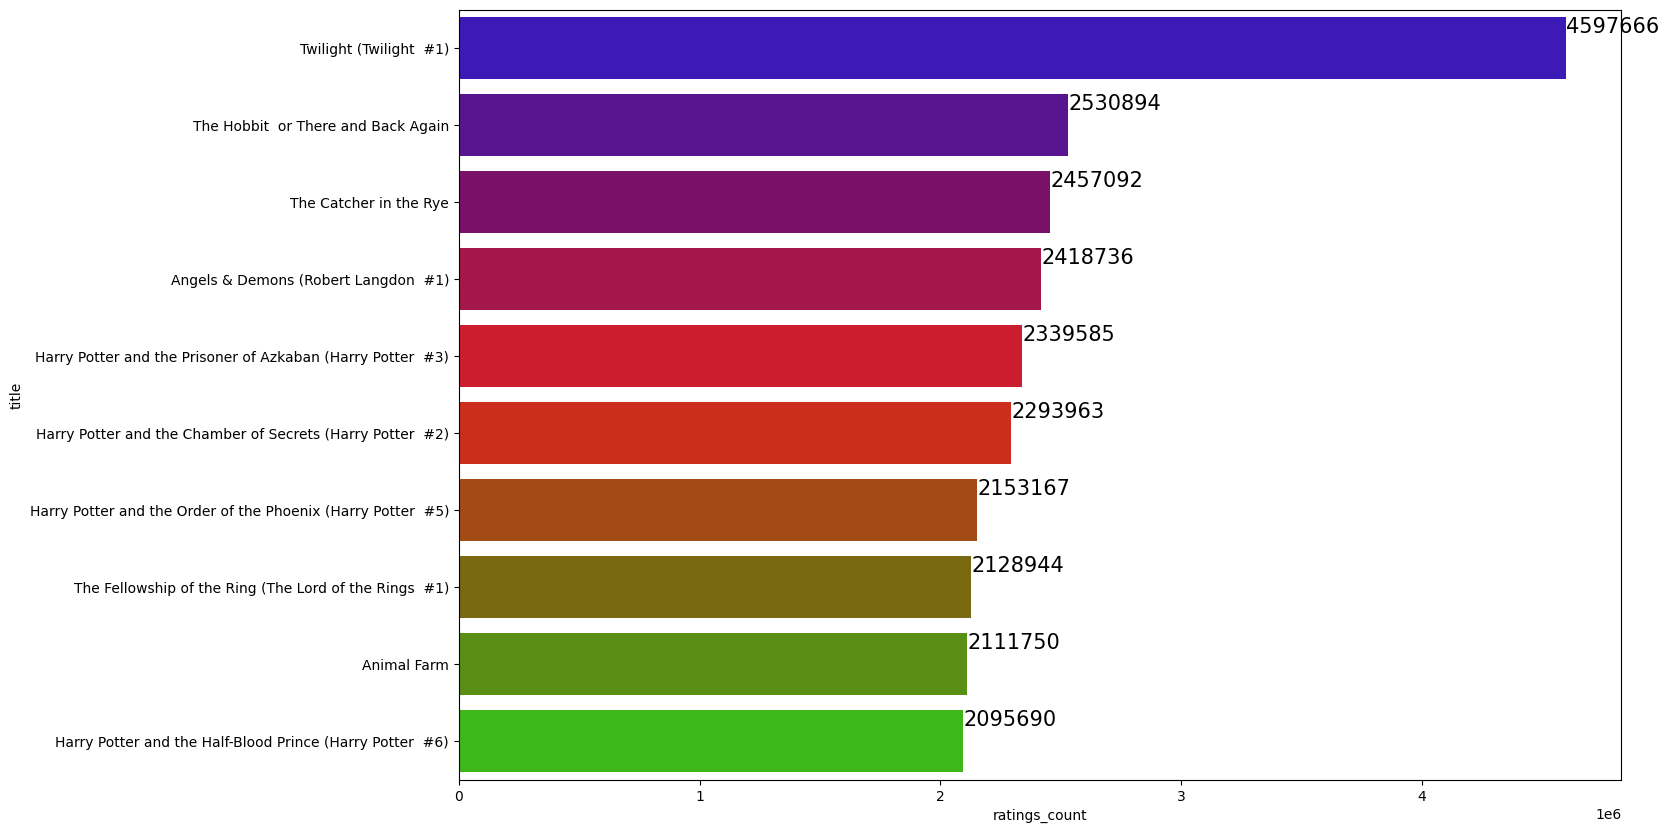 Twilight (Twilight  #1)
4597666
The Hobbit  or There and Back Again
2530894
The Catcher in the Rye
2457092
Angels & Demons (Robert Langdon  #1)
2418736
Harry Potter and the Prisoner of Azkaban (Harry Potter  #3)
2339585
title
Harry Potter and the Chamber of Secrets (Harry Potter  #2)
2293963
Harry Potter and the Order of the Phoenix (Harry Potter  #5)
2153167
The Fellowship of the Ring (The Lord of the Rings  #1)
2128944
Animal Farm
2111750
Harry Potter and the Half-Blood Prince (Harry Potter  #6)
2095690
0 1 2 3 4
ratings_count
1e6